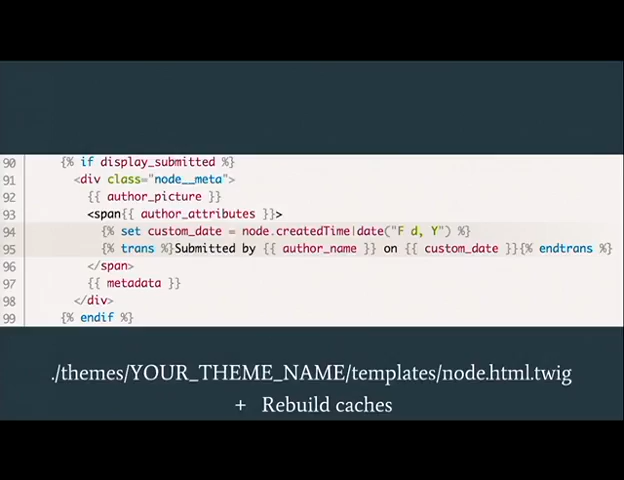 90 {% if display_submitted %}
91 <div class="node__meta">
92 {{ author_picture }}
93 <span{{ author_attributes }}>
94 {% set custom_date = node.createdTime|date("F d, Y") %}
95 {% trans %}Submitted by {{ author_name }} on {{ custom_date }}{% endtrans %}
96 </span>
97 {{ metadata }}
98 </div>
99 {% endif %}
./themes/YOUR_THEME_NAME/templates/node.html.twig
+ Rebuild caches